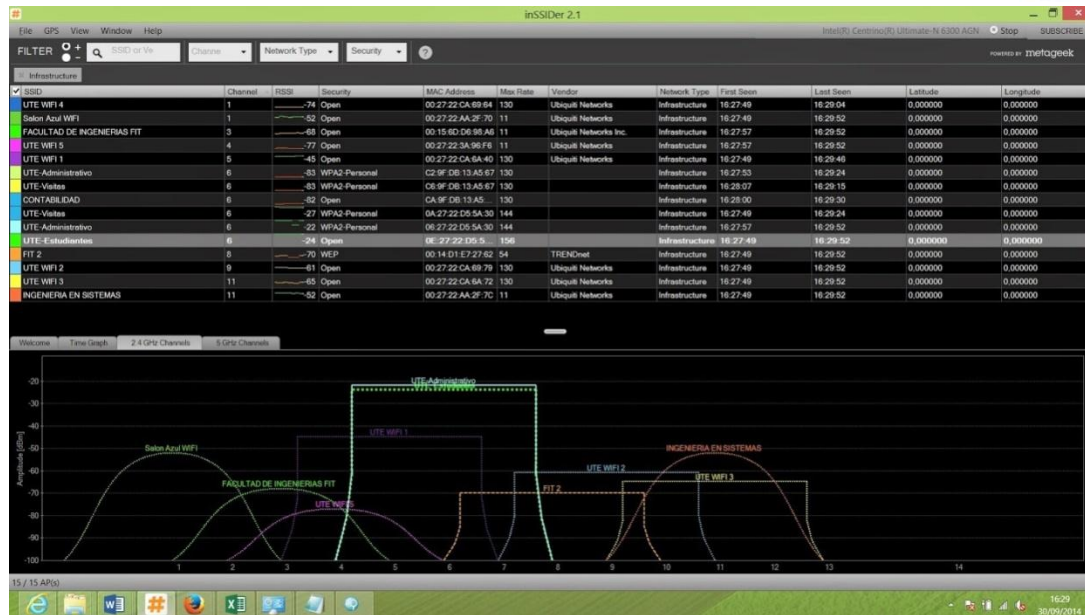 inSSIDer 2.1
File GPS View Window Help Intel(R) Centrino(R) Ultimate-N 6300 AGN Stop SUBSCRIBE
FILTER + - SSID or Ve Channe Network Type Security ? POWERED BY metageek
Infrastructure
SSID Channel RSSI Security MAC Address Max Rate Vendor Network Type First Seen Last Seen Latitude Longitude
UTE WIFI 4 1 -74 Open 00:27:22:CA:69:64 130 Ubiquiti Networks Infrastructure 16:27:49 16:29:04 0,000000 0,000000
Salon Azul WIFI 1 -52 Open 00:27:22:AA:2F:70 11 Ubiquiti Networks Infrastructure 16:27:49 16:29:52 0,000000 0,000000
FACULTAD DE INGENIERIAS FIT 3 -68 Open 00:15:6D:D6:98:A6 11 Ubiquiti Networks Inc. Infrastructure 16:27:57 16:29:52 0,000000 0,000000
UTE WIFI 5 4 -77 Open 00:27:22:3A:96:F6 11 Ubiquiti Networks Infrastructure 16:27:57 16:29:52 0,000000 0,000000
UTE WIFI 1 5 -45 Open 00:27:22:CA:6A:40 130 Ubiquiti Networks Infrastructure 16:27:49 16:29:46 0,000000 0,000000
UTE-Administrativo 6 -83 WPA2-Personal C2:9F:DB:13:A5:67 130 Infrastructure 16:27:53 16:29:24 0,000000 0,000000
UTE-Visitas 6 -83 WPA2-Personal C6:9F:DB:13:A5:67 130 Infrastructure 16:28:07 16:29:15 0,000000 0,000000
CONTABILIDAD 6 -82 Open CA:9F:DB:13:A5:... 130 Infrastructure 16:28:00 16:29:30 0,000000 0,000000
UTE-Visitas 6 -27 WPA2-Personal 0A:27:22:D5:5A:30 144 Infrastructure 16:27:49 16:29:24 0,000000 0,000000
UTE-Administrativo 6 -22 WPA2-Personal 06:27:22:D5:5A:30 144 Infrastructure 16:27:57 16:29:52 0,000000 0,000000
UTE-Estudiantes 6 -24 Open 0E:27:22:D5:5... 156 Infrastructure 16:27:49 16:29:52 0,000000 0,000000
FIT 2 8 -70 WEP 00:14:D1:E7:27:62 54 TRENDnet Infrastructure 16:27:49 16:29:52 0,000000 0,000000
UTE WIFI 2 9 -61 Open 00:27:22:CA:69:79 130 Ubiquiti Networks Infrastructure 16:27:49 16:29:52 0,000000 0,000000
UTE WIFI 3 11 -65 Open 00:27:22:CA:6A:72 130 Ubiquiti Networks Infrastructure 16:27:49 16:29:52 0,000000 0,000000
INGENIERIA EN SISTEMAS 11 -52 Open 00:27:22:AA:2F:7C 11 Ubiquiti Networks Infrastructure 16:27:49 16:29:52 0,000000 0,000000
Welcome Time Graph 2.4 GHz Channels 5 GHz Channels
Amplitude [dBm]
-20
-30
-40
-50
-60
-70
-80
-90
-100
UTE-Administrativo
UTE WIFI 1
Salon Azul WIFI
INGENIERIA EN SISTEMAS
UTE WIFI 2
UTE WIFI 3
FACULTAD DE INGENIERIAS FIT
FIT 2
UTE WIFI 5
1 2 3 4 5 6 7 8 9 10 11 12 13 14
15 / 15 AP(s)
16:29
30/09/2014